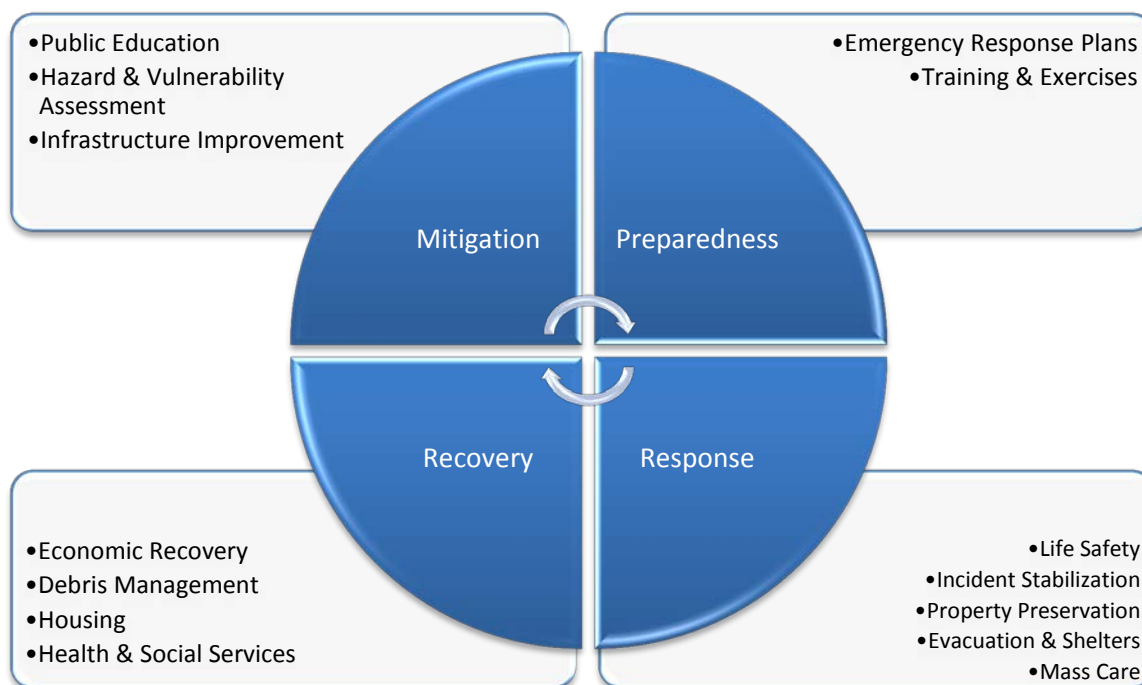 •Public Education
•Hazard & Vulnerability
Assessment
•Infrastructure Improvement
•Emergency Response Plans
•Training & Exercises
Mitigation
Preparedness
Recovery
Response
•Economic Recovery
•Debris Management
•Housing
•Health & Social Services
•Life Safety
•Incident Stabilization
•Property Preservation
•Evacuation & Shelters
•Mass Care